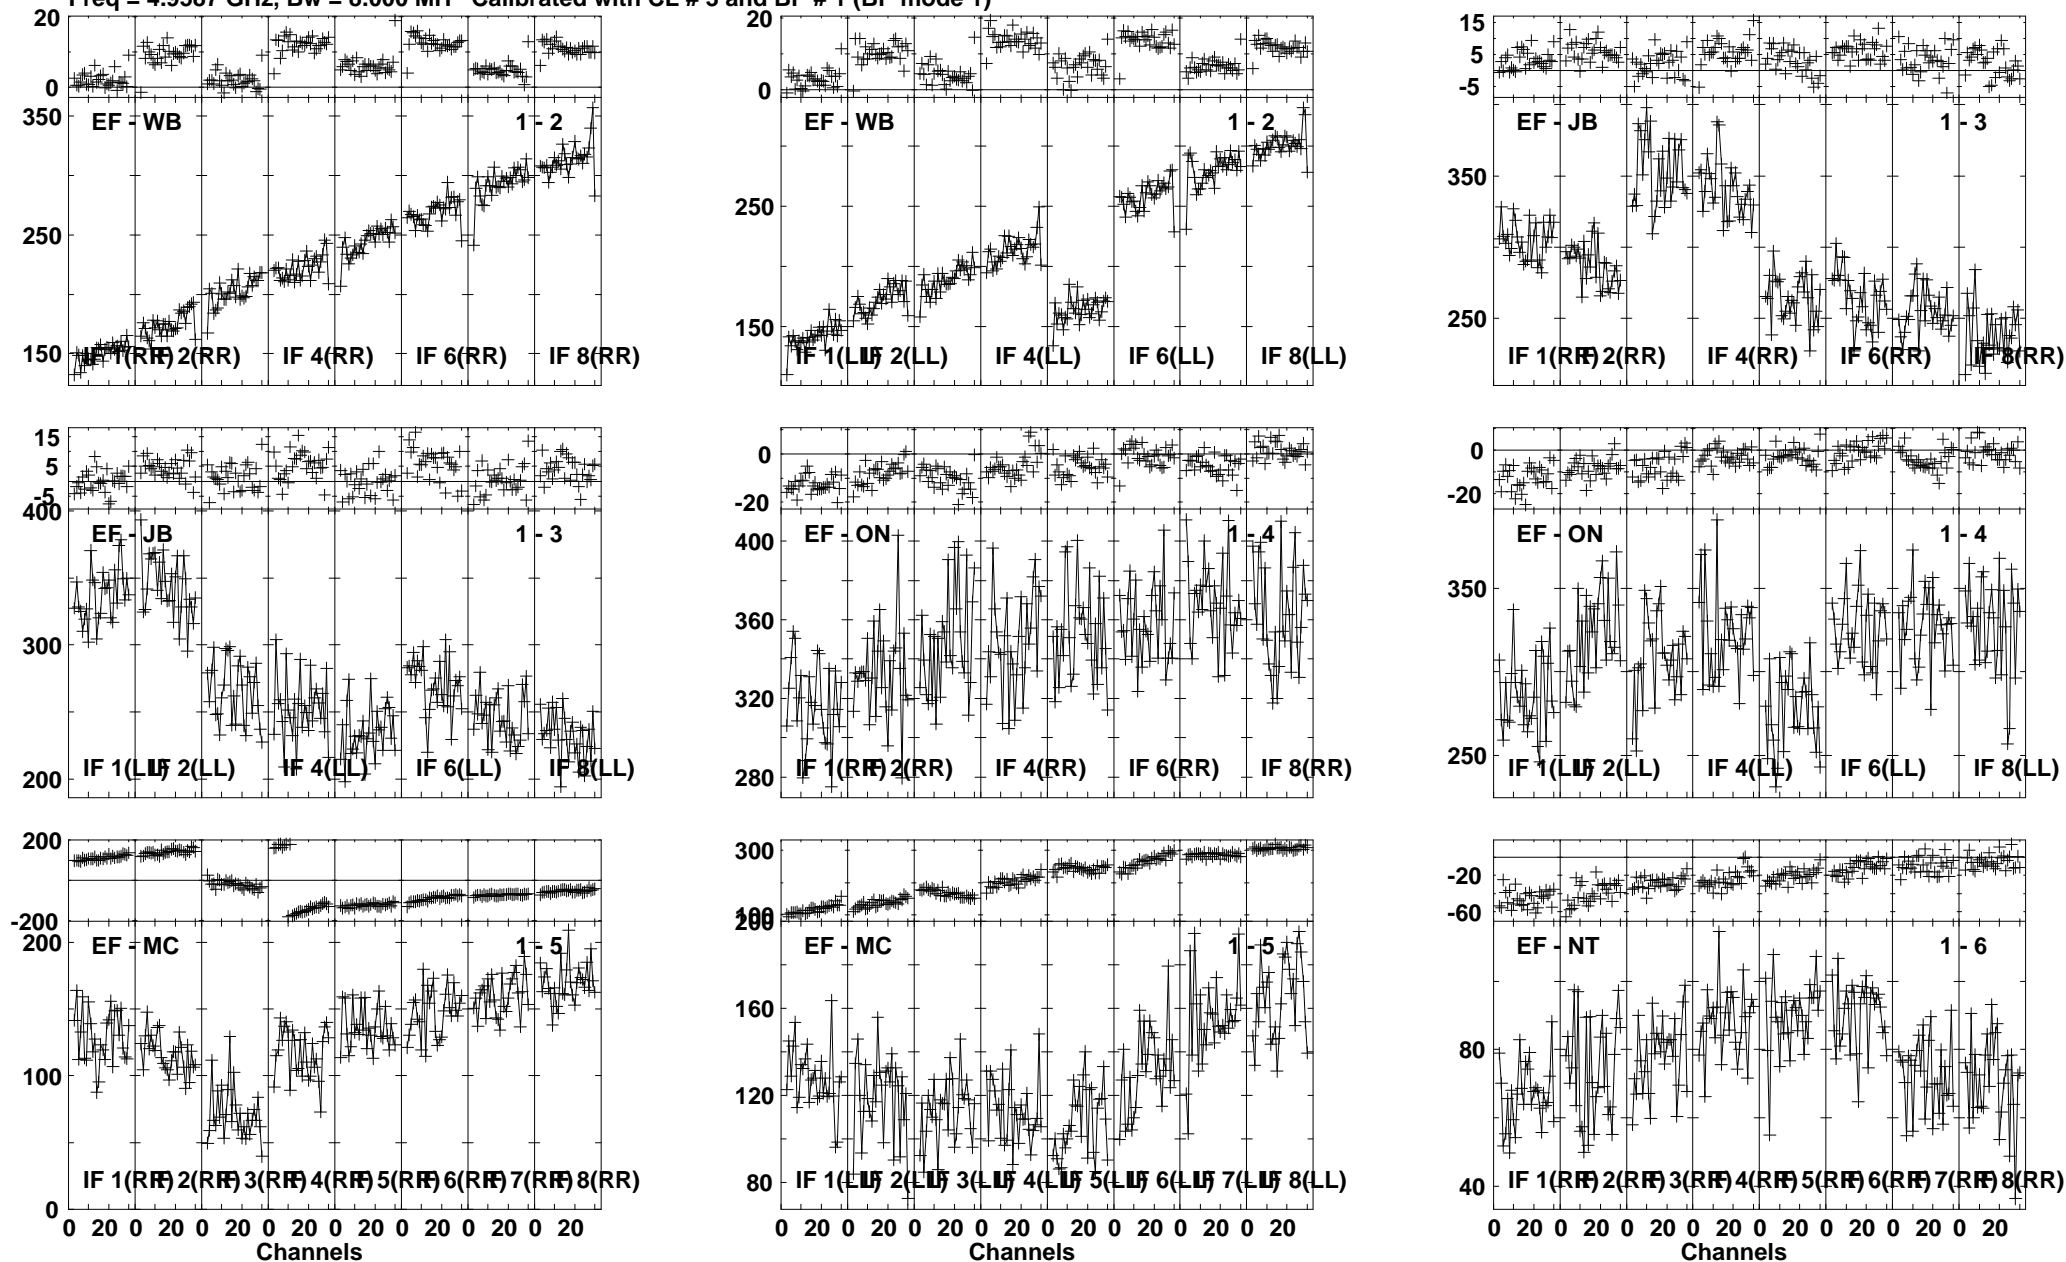 Freq = 4.9587 GHz, Bw = 8.000 MH Calibrated with CL # 3 and BP # 1 (BP mode 1)
20
0
20
0
15
5
-5
350
250
150
EF - WB 1 - 2
IF 1(RR) IF 2(RR) IF 4(RR) IF 6(RR) IF 8(RR)
250
150
EF - WB 1 - 2
IF 1(LL) IF 2(LL) IF 4(LL) IF 6(LL) IF 8(LL)
350
250
EF - JB 1 - 3
IF 1(RR) IF 2(RR) IF 4(RR) IF 6(RR) IF 8(RR)
15
5
-5
400
300
200
EF - JB 1 - 3
IF 1(LL) IF 2(LL) IF 4(LL) IF 6(LL) IF 8(LL)
0
-20
400
360
320
280
EF - ON 1 - 4
IF 1(RR) IF 2(RR) IF 4(RR) IF 6(RR) IF 8(RR)
0
-20
350
250
EF - ON 1 - 4
IF 1(LL) IF 2(LL) IF 4(LL) IF 6(LL) IF 8(LL)
200
-200
200
100
0
EF - MC 1 - 5
IF 1(RR) IF 2(RR) IF 3(RR) IF 4(RR) IF 5(RR) IF 6(RR) IF 7(RR) IF 8(RR)
0 20 0 20 0 20 0 20 0 20 0 20 0 20 0 20
Channels
300
100
200
160
120
80
EF - MC 1 - 5
IF 1(LL) IF 2(LL) IF 3(LL) IF 4(LL) IF 5(LL) IF 6(LL) IF 7(LL) IF 8(LL)
0 20 0 20 0 20 0 20 0 20 0 20 0 20 0 20
Channels
-20
-60
80
40
EF - NT 1 - 6
IF 1(RR) IF 2(RR) IF 3(RR) IF 4(RR) IF 5(RR) IF 6(RR) IF 7(RR) IF 8(RR)
0 20 0 20 0 20 0 20 0 20 0 20 0 20 0 20
Channels